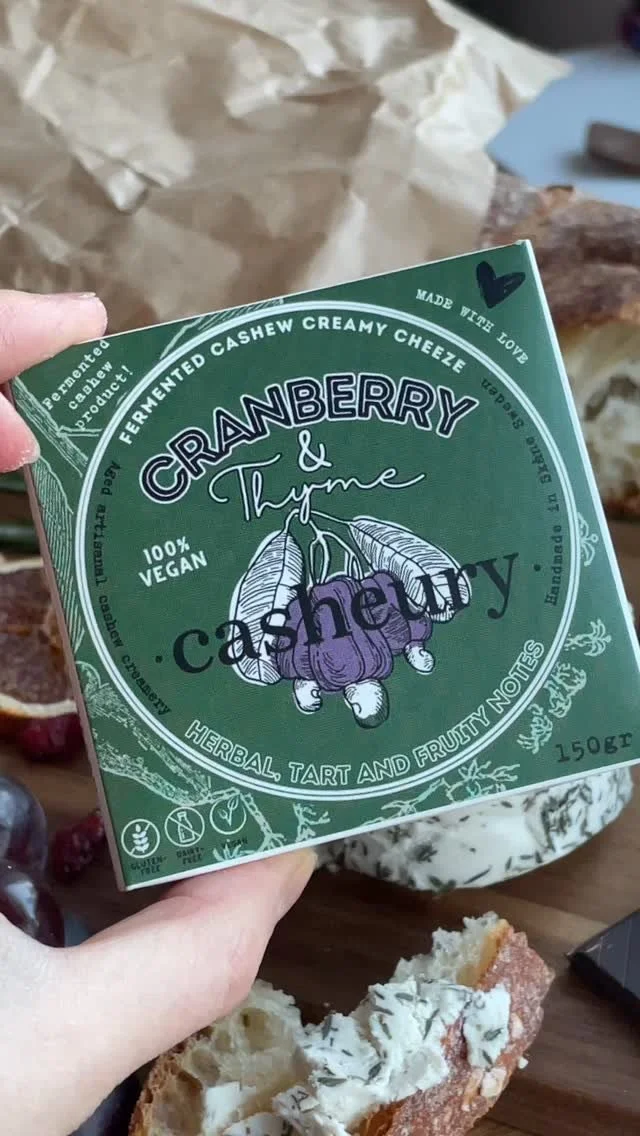 MADE WITH LOVE
Fermented
cashew
product!
FERMENTED CASHEW CREAMY CHEEZE
CRANBERRY
&
Thyme
100%
VEGAN
casheury
Aged artisanal cashew creamery
Handmade in Skåne Sweden
HERBAL, TART AND FRUITY NOTES
150gr
GLUTEN-
FREE
DAIRY-
FREE
VEGAN